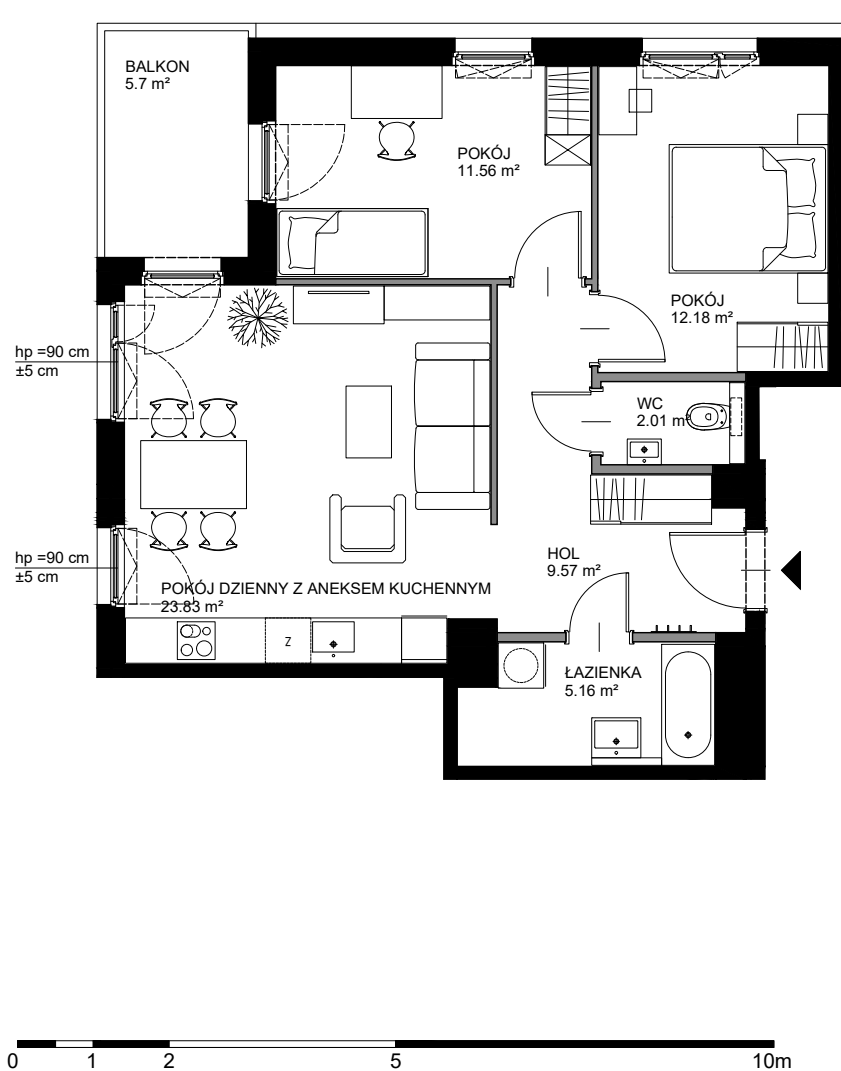 BALKON
5.7 m²
POKÓJ
11.56 m²
POKÓJ
12.18 m²
hp =90 cm
±5 cm
WC
2.01 m²
HOL
9.57 m²
hp =90 cm
±5 cm
POKÓJ DZIENNY Z ANEKSEM KUCHENNYM
23.83 m²
Z
ŁAZIENKA
5.16 m²
0 1 2 5 10m